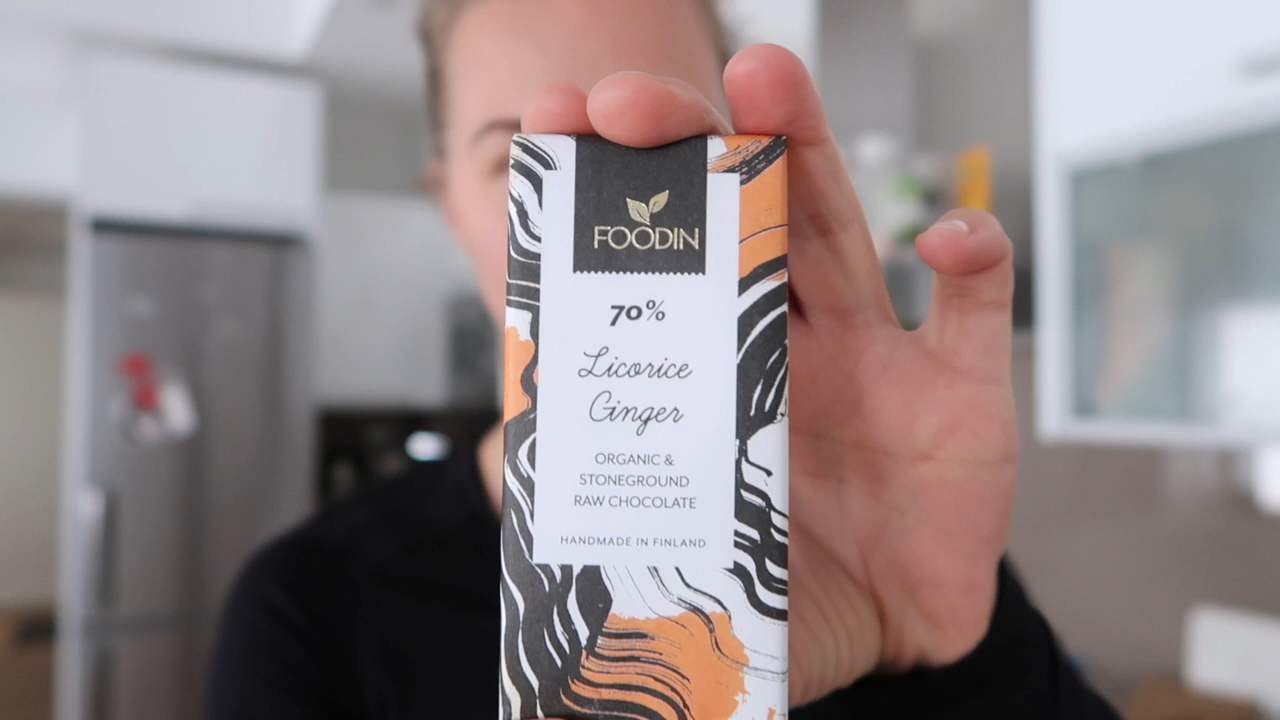 FOODIN
70%
Licorice
Ginger
ORGANIC &
STONEGROUND
RAW CHOCOLATE
HANDMADE IN FINLAND